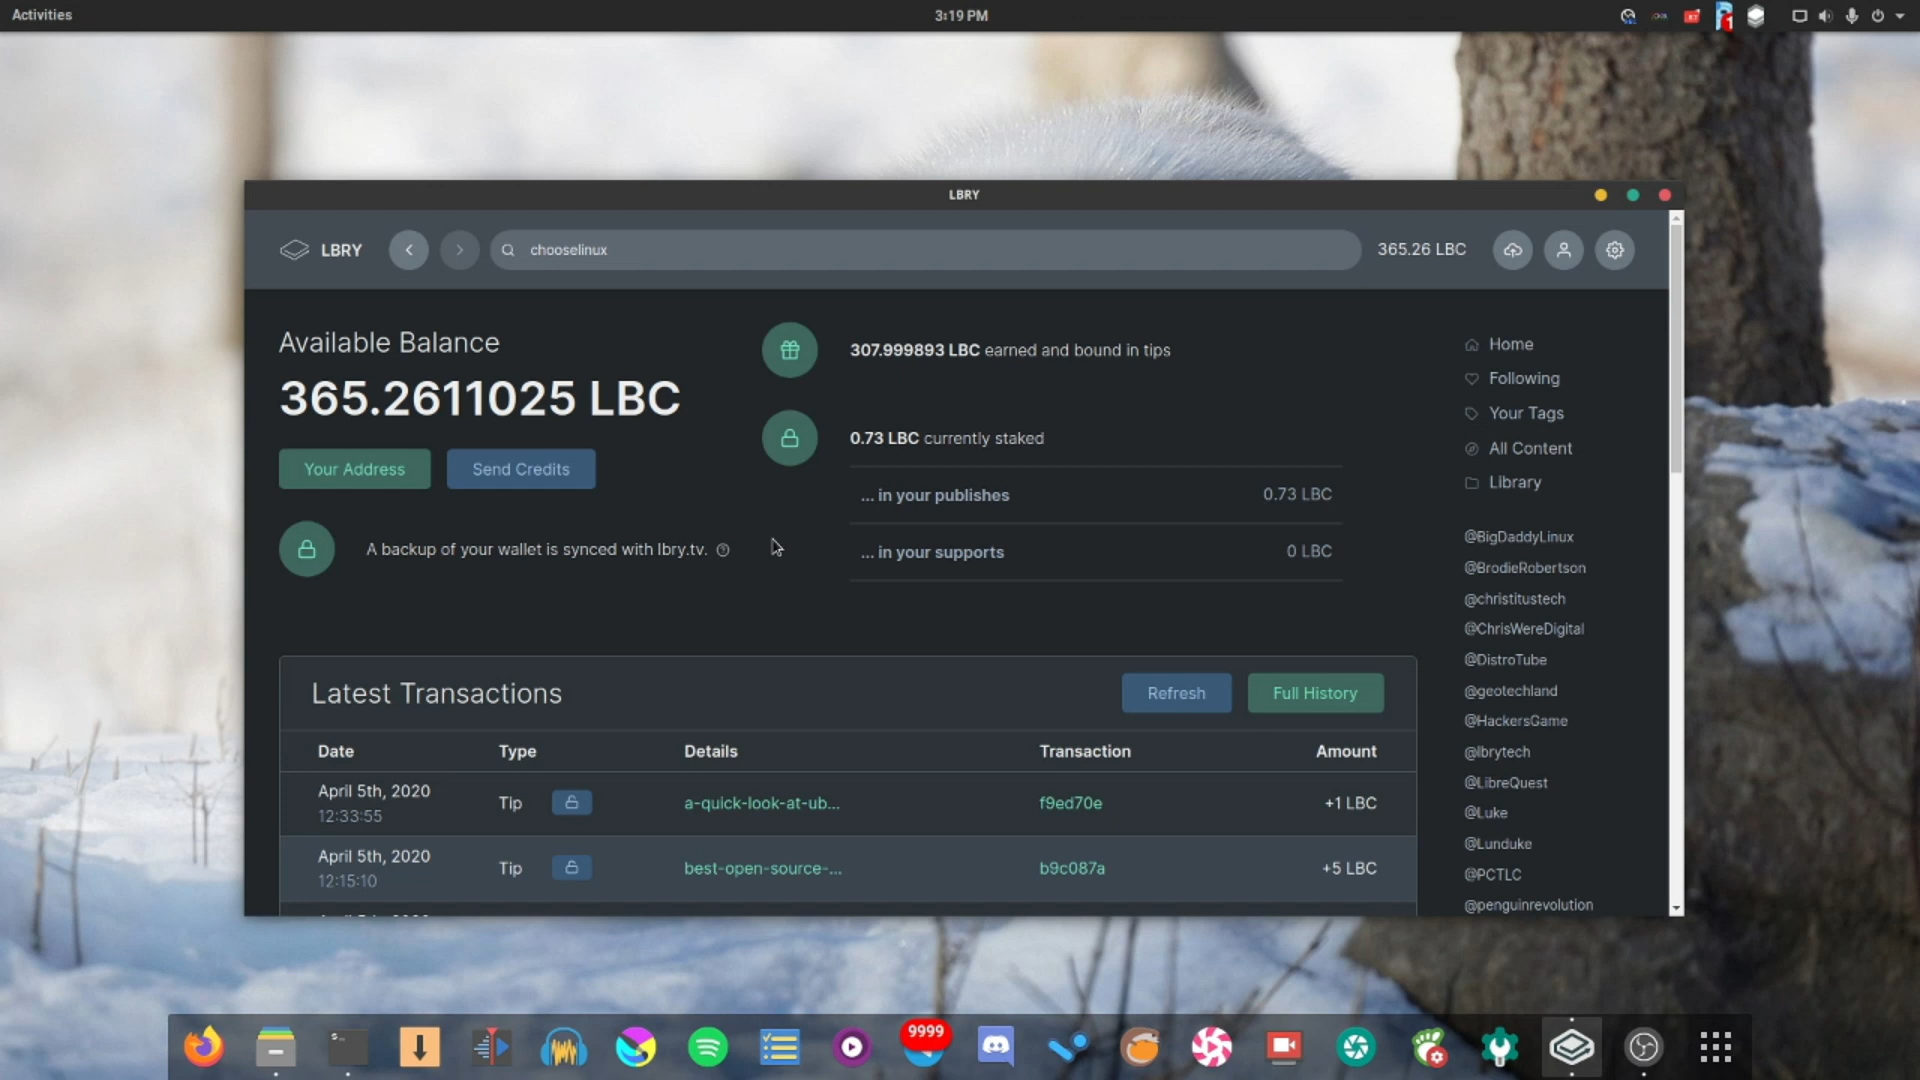 Activities
3:19 PM
1
LBRY
LBRY
chooselinux
365.26 LBC
Available Balance
365.2611025 LBC
Your Address
Send Credits
A backup of your wallet is synced with lbry.tv.
307.999893 LBC earned and bound in tips
0.73 LBC currently staked
... in your publishes 0.73 LBC
... in your supports 0 LBC
Home
Following
Your Tags
All Content
Library
@BigDaddyLinux
@BrodieRobertson
@christitustech
@ChrisWereDigital
@DistroTube
@geotechland
@HackersGame
@lbrytech
@LibreQuest
@Luke
@Lunduke
@PCTLC
@penguinrevolution
Latest Transactions
Refresh
Full History
Date Type Details Transaction Amount
April 5th, 2020
12:33:55
Tip a-quick-look-at-ub... f9ed70e +1 LBC
April 5th, 2020
12:15:10
Tip best-open-source-... b9c087a +5 LBC
9999